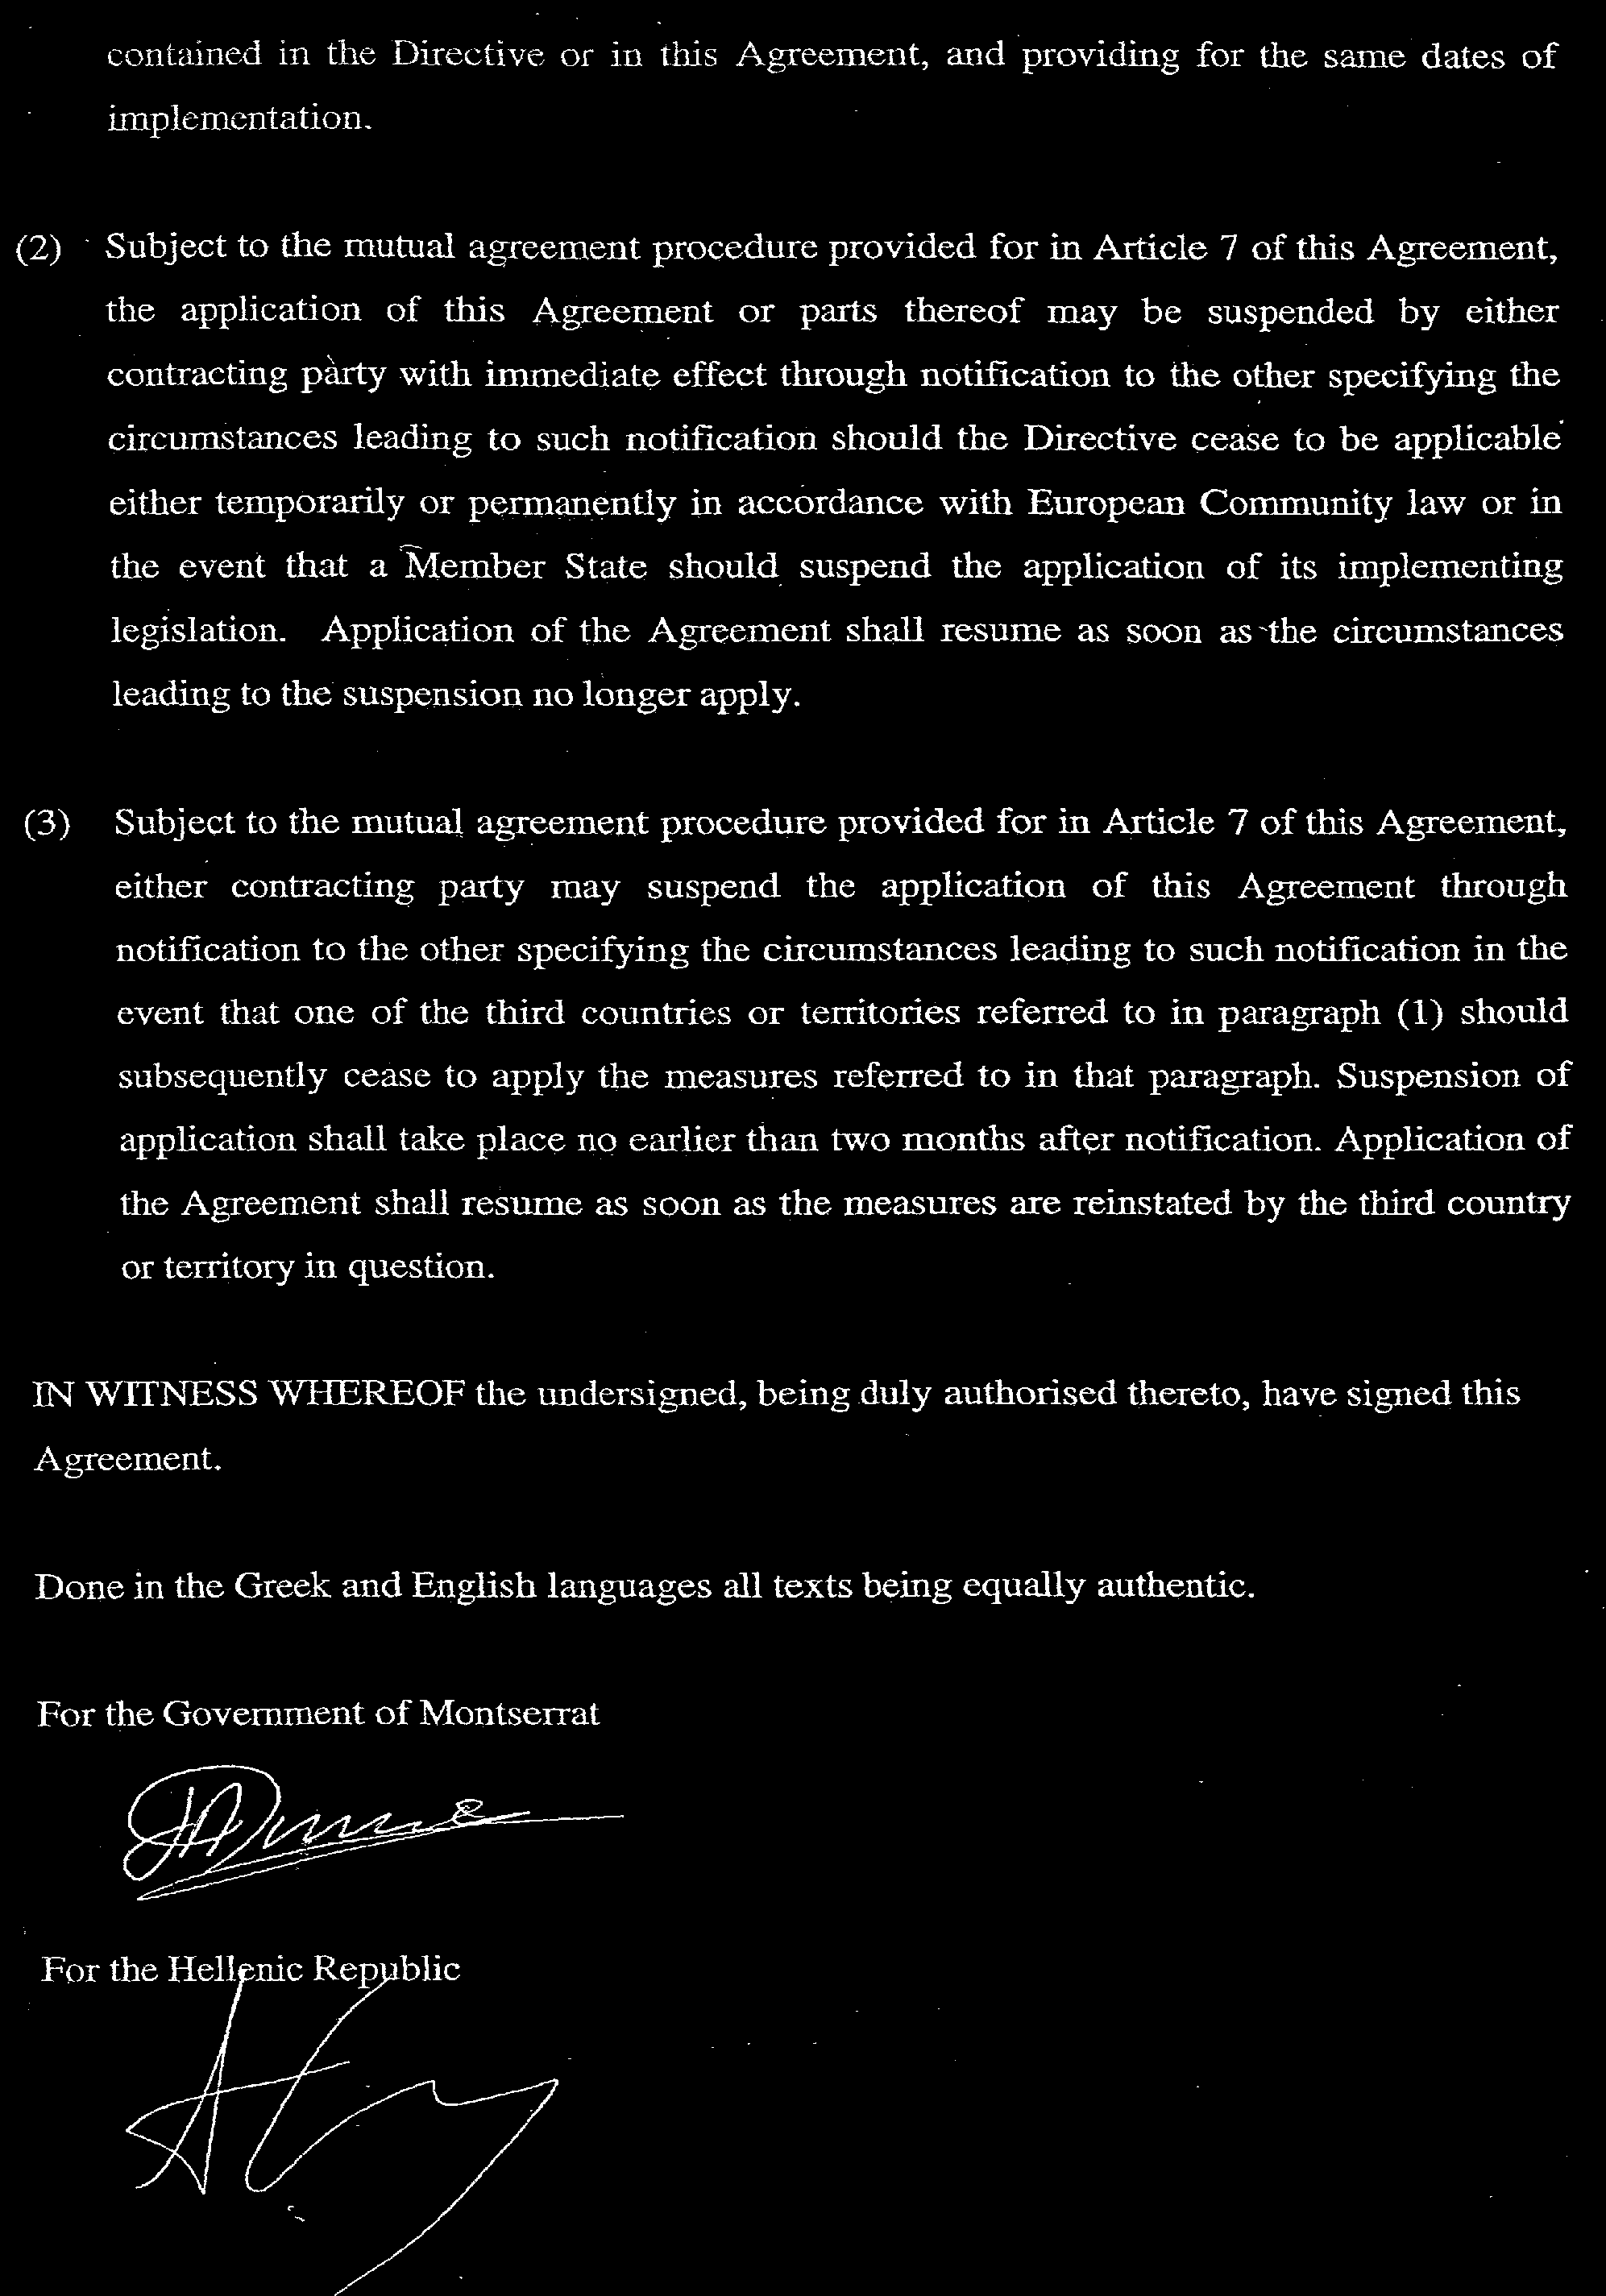 contained in the Directive or in this Agreement, and providing for the same dates of
implementation.
(2) Subject to the mutual agreement procedure provided for in Article 7 of this Agreement,
the application of this Agreement or parts thereof may be suspended by either
contracting party with immediate effect through notification to the other specifying the
circumstances leading to such notification should the Directive cease to be applicable
either temporarily or permanently in accordance with European Community law or in
the event that a Member State should suspend the application of its implementing
legislation. Application of the Agreement shall resume as soon as the circumstances
leading to the suspension no longer apply.
(3) Subject to the mutual agreement procedure provided for in Article 7 of this Agreement,
either contracting party may suspend the application of this Agreement through
notification to the other specifying the circumstances leading to such notification in the
event that one of the third countries or territories referred to in paragraph (1) should
subsequently cease to apply the measures referred to in that paragraph. Suspension of
application shall take place no earlier than two months after notification. Application of
the Agreement shall resume as soon as the measures are reinstated by the third country
or territory in question.
IN WITNESS WHEREOF the undersigned, being duly authorised thereto, have signed this
Agreement.
Done in the Greek and English languages all texts being equally authentic.
For the Government of Montserrat
For the Hellenic Republic